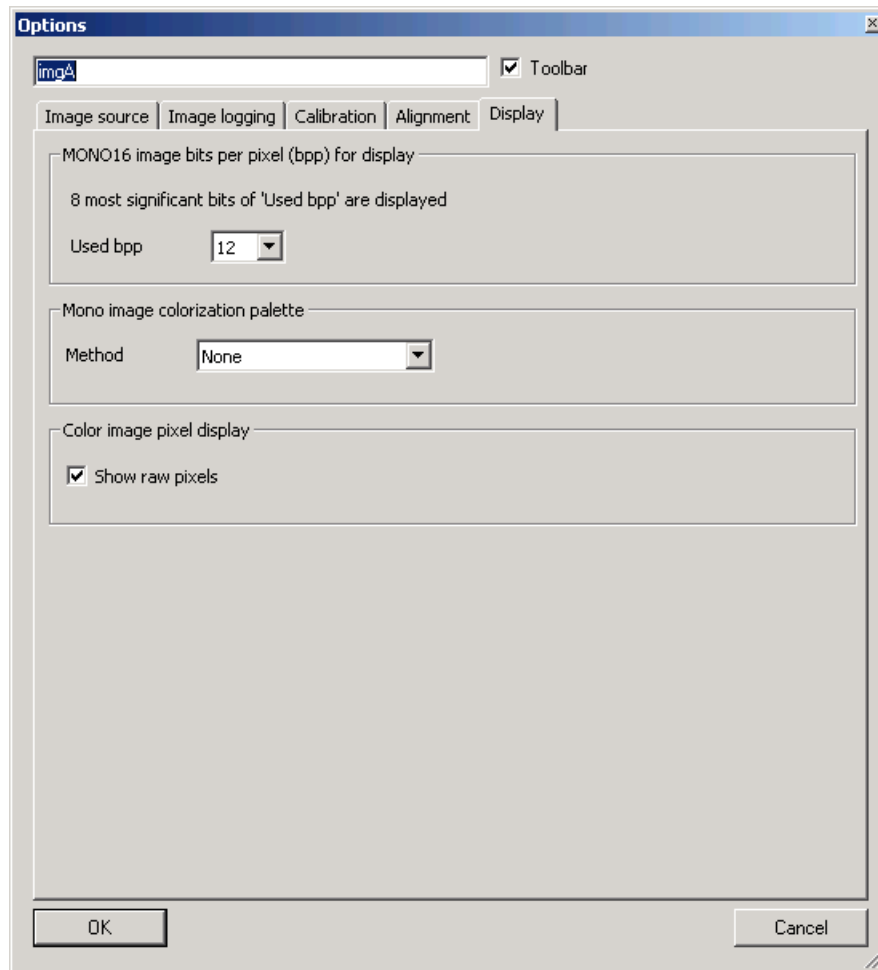 Options
imgA
Toolbar
Image source Image logging Calibration Alignment Display
MONO16 image bits per pixel (bpp) for display
8 most significant bits of 'Used bpp' are displayed
Used bpp 12
Mono image colorization palette
Method None
Color image pixel display
Show raw pixels
OK Cancel